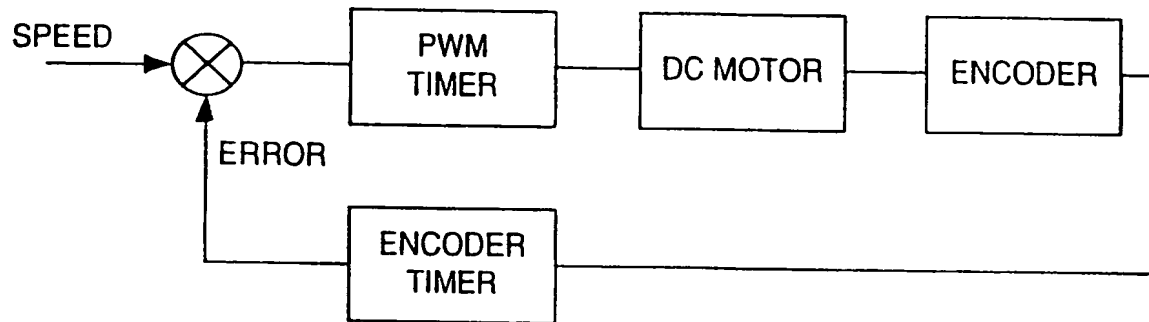 SPEED
PWM
TIMER
DC MOTOR
ENCODER
ERROR
ENCODER
TIMER